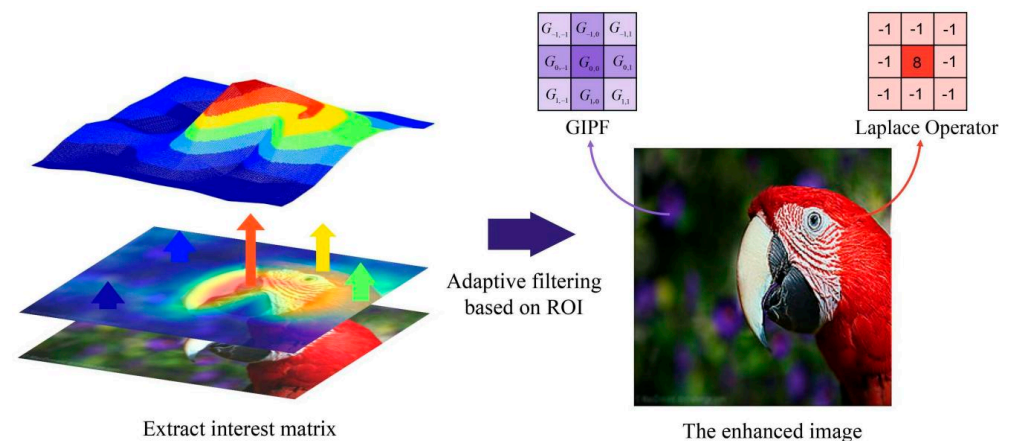 G-1,-1 G-1,0 G-1,1
G0,-1 G0,0 G0,1
G1,-1 G1,0 G1,1
GIPF
-1 -1 -1
-1 8 -1
-1 -1 -1
Laplace Operator
Adaptive filtering
based on ROI
Extract interest matrix
The enhanced image